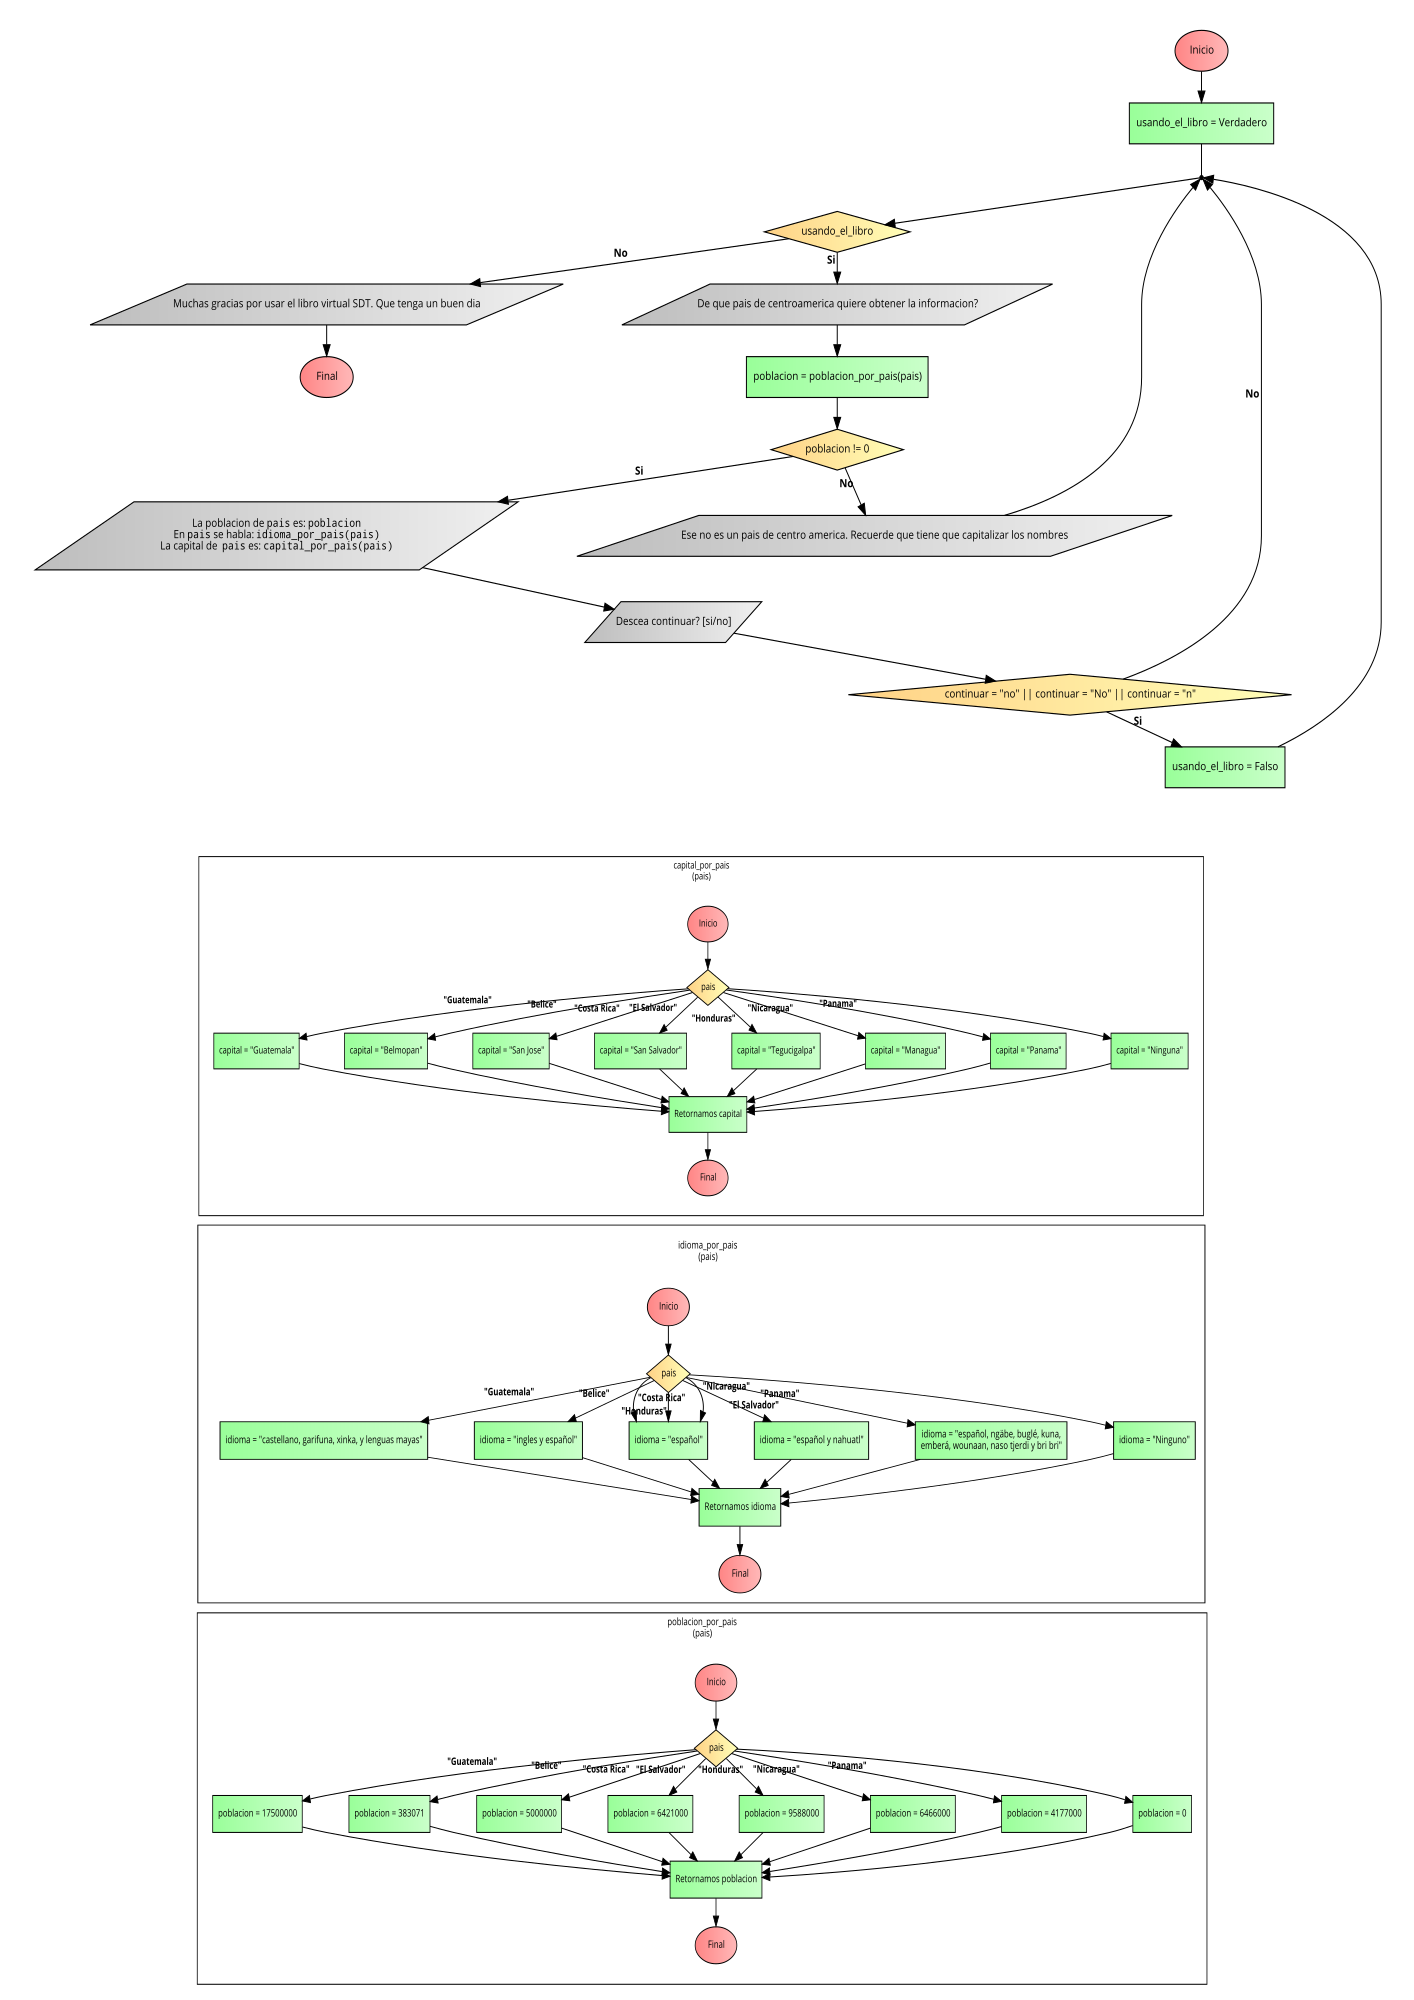 Inicio
usando_el_libro = Verdadero
usando_el_libro
No
Si
Muchas gracias por usar el libro virtual SDT. Que tenga un buen dia
De que pais de centroamerica quiere obtener la informacion?
Final
poblacion = poblacion_por_pais(pais)
No
poblacion != 0
Si
No
La poblacion de pais es: poblacion
En pais se habla: idioma_por_pais(pais)
La capital de pais es: capital_por_pais(pais)
Ese no es un pais de centro america. Recuerde que tiene que capitalizar los nombres
Descea continuar? [si/no]
continuar = "no" || continuar = "No" || continuar = "n"
Si
usando_el_libro = Falso
capital_por_pais
(pais)
Inicio
pais
"Guatemala"
"Belice"
"Costa Rica"
"El Salvador"
"Honduras"
"Nicaragua"
"Panama"
capital = "Guatemala"
capital = "Belmopan"
capital = "San Jose"
capital = "San Salvador"
capital = "Tegucigalpa"
capital = "Managua"
capital = "Panama"
capital = "Ninguna"
Retornamos capital
Final
idioma_por_pais
(pais)
Inicio
pais
"Guatemala"
"Belice"
"Costa Rica"
"Honduras"
"Nicaragua"
"El Salvador"
"Panama"
idioma = "castellano, garifuna, xinka, y lenguas mayas"
idioma = "ingles y español"
idioma = "español"
idioma = "español y nahuatl"
idioma = "español, ngäbe, buglé, kuna,
emberá, wounaan, naso tjerdi y bri bri"
idioma = "Ninguno"
Retornamos idioma
Final
poblacion_por_pais
(pais)
Inicio
pais
"Guatemala"
"Belice"
"Costa Rica"
"El Salvador"
"Honduras"
"Nicaragua"
"Panama"
poblacion = 17500000
poblacion = 383071
poblacion = 5000000
poblacion = 6421000
poblacion = 9588000
poblacion = 6466000
poblacion = 4177000
poblacion = 0
Retornamos poblacion
Final